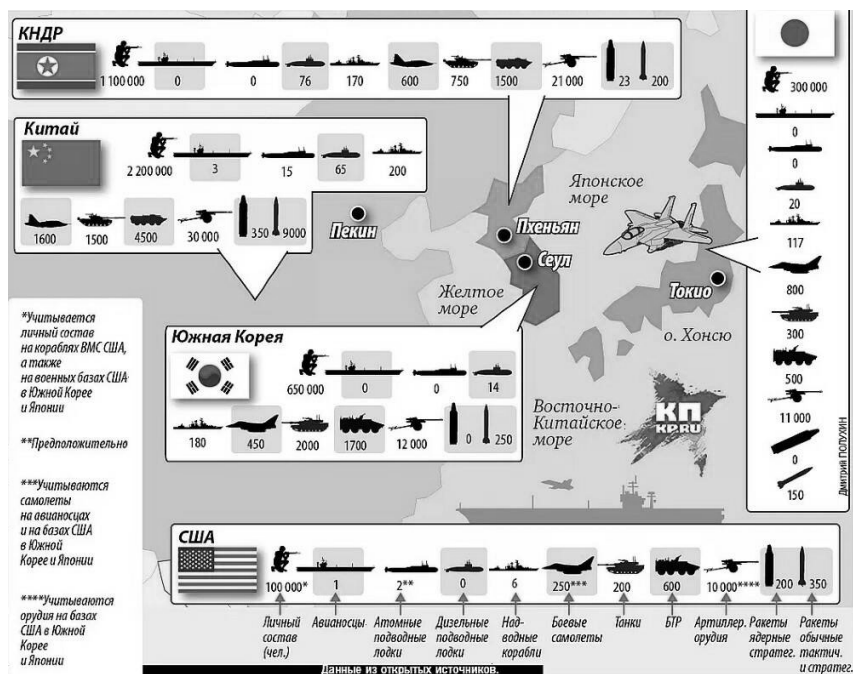 КНДР
1 100 000 0 0 76 170 600 750 1500 21 000 23 200
Китай
2 200 000 3 15 65 200
1600 1500 4500 30 000 350 9000
300 000
0
0
20
117
800
300
500
11 000
0
150
Японское
море
Пекин
Пхеньян
Сеул
Желтое
море
Токио
о. Хонсю
*Учитывается
личный состав
на кораблях ВМС США,
а также
на военных базах США
в Южной Корее
и Японии
**Предположительно
***Учитываются
самолеты
на авианосцах
и на базах США
в Южной
Корее и Японии
****Учитываются
орудия на базах
США в Южной
Корее
и Японии
Южная Корея
650 000 0 0 14
180 450 2000 1700 12 000 0 250
Восточно-
Китайское
море
КП
KP.RU
Дмитрий ПОЛУХИН
США
100 000* 1 2** 0 6 250*** 200 600 10 000**** 200 350
Личный
состав
(чел.)
Авианосцы
Атомные
подводные
лодки
Дизельные
подводные
лодки
Над-
водные
корабли
Боевые
самолеты
Танки
БТР
Артиллер.
орудия
Ракеты
ядерные
стратег.
Ракеты
обычные
тактич.
и стратег.
Данные из открытых источников.